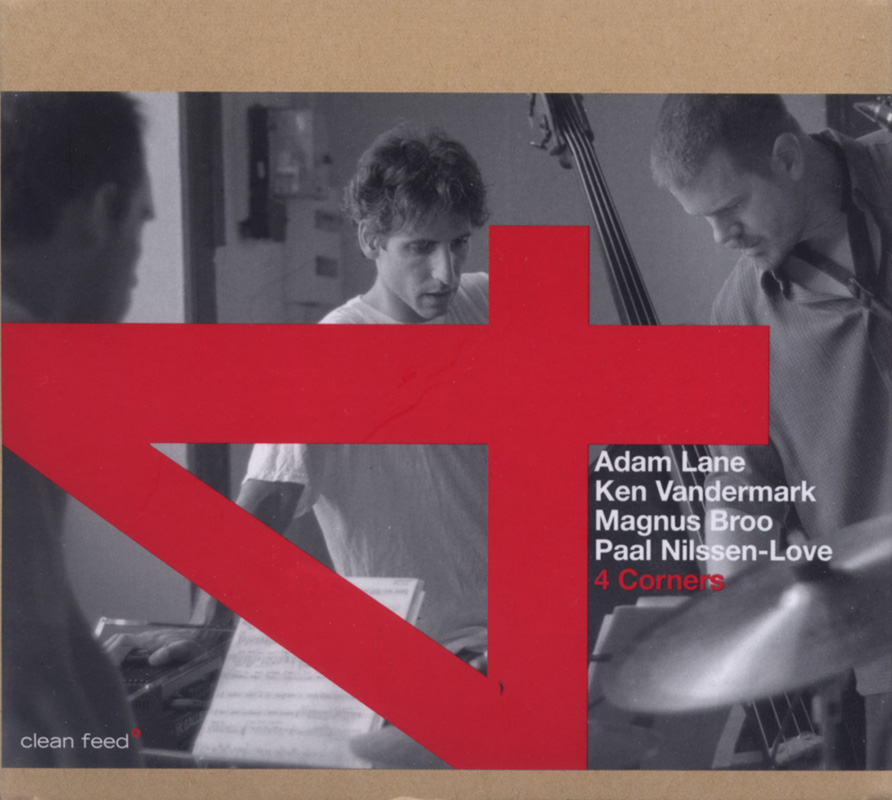 Adam Lane
Ken Vandermark
Magnus Broo
Paal Nilssen-Love
4 Corners
clean feed